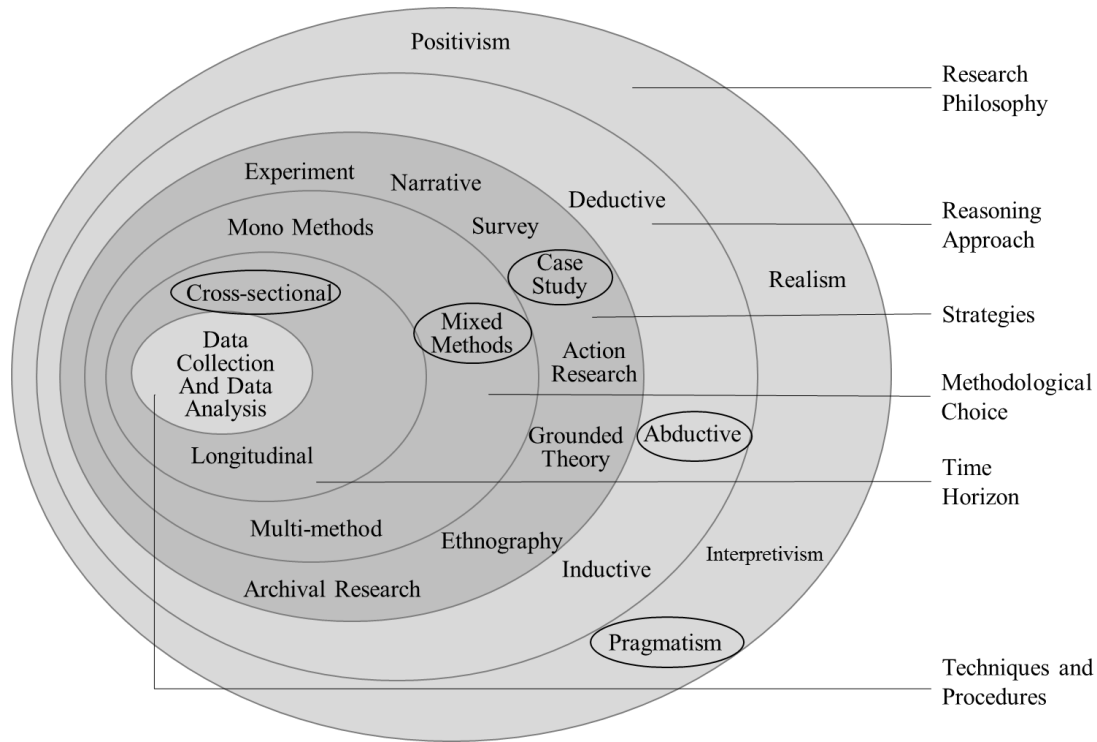 Positivism
Research
Philosophy
Experiment
Narrative
Deductive
Reasoning
Approach
Mono Methods
Survey
Case
Study
Realism
Cross-sectional
Mixed
Methods
Strategies
Data
Collection
And Data
Analysis
Action
Research
Methodological
Choice
Grounded
Theory
Abductive
Longitudinal
Time
Horizon
Multi-method
Ethnography
Interpretivism
Inductive
Archival Research
Pragmatism
Techniques and
Procedures